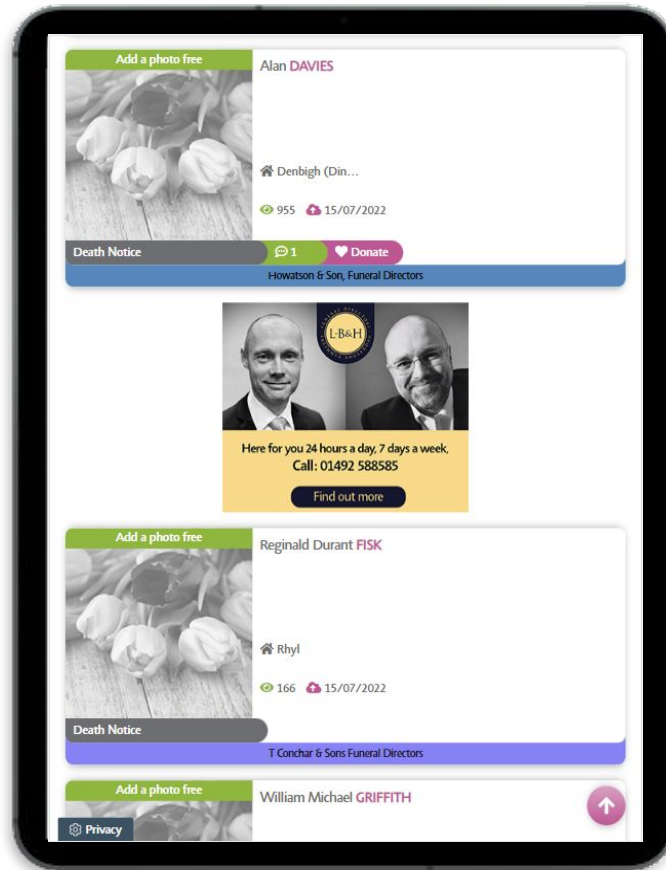 Add a photo free
Alan DAVIES
Denbigh (Din...
955 15/07/2022
Death Notice 1 Donate
Howatson & Son, Funeral Directors
L·B&H
Here for you 24 hours a day, 7 days a week,
Call: 01492 588585
Find out more
Add a photo free
Reginald Durant FISK
Rhyl
166 15/07/2022
Death Notice
T Conchar & Sons Funeral Directors
Add a photo free
William Michael GRIFFITH
Privacy